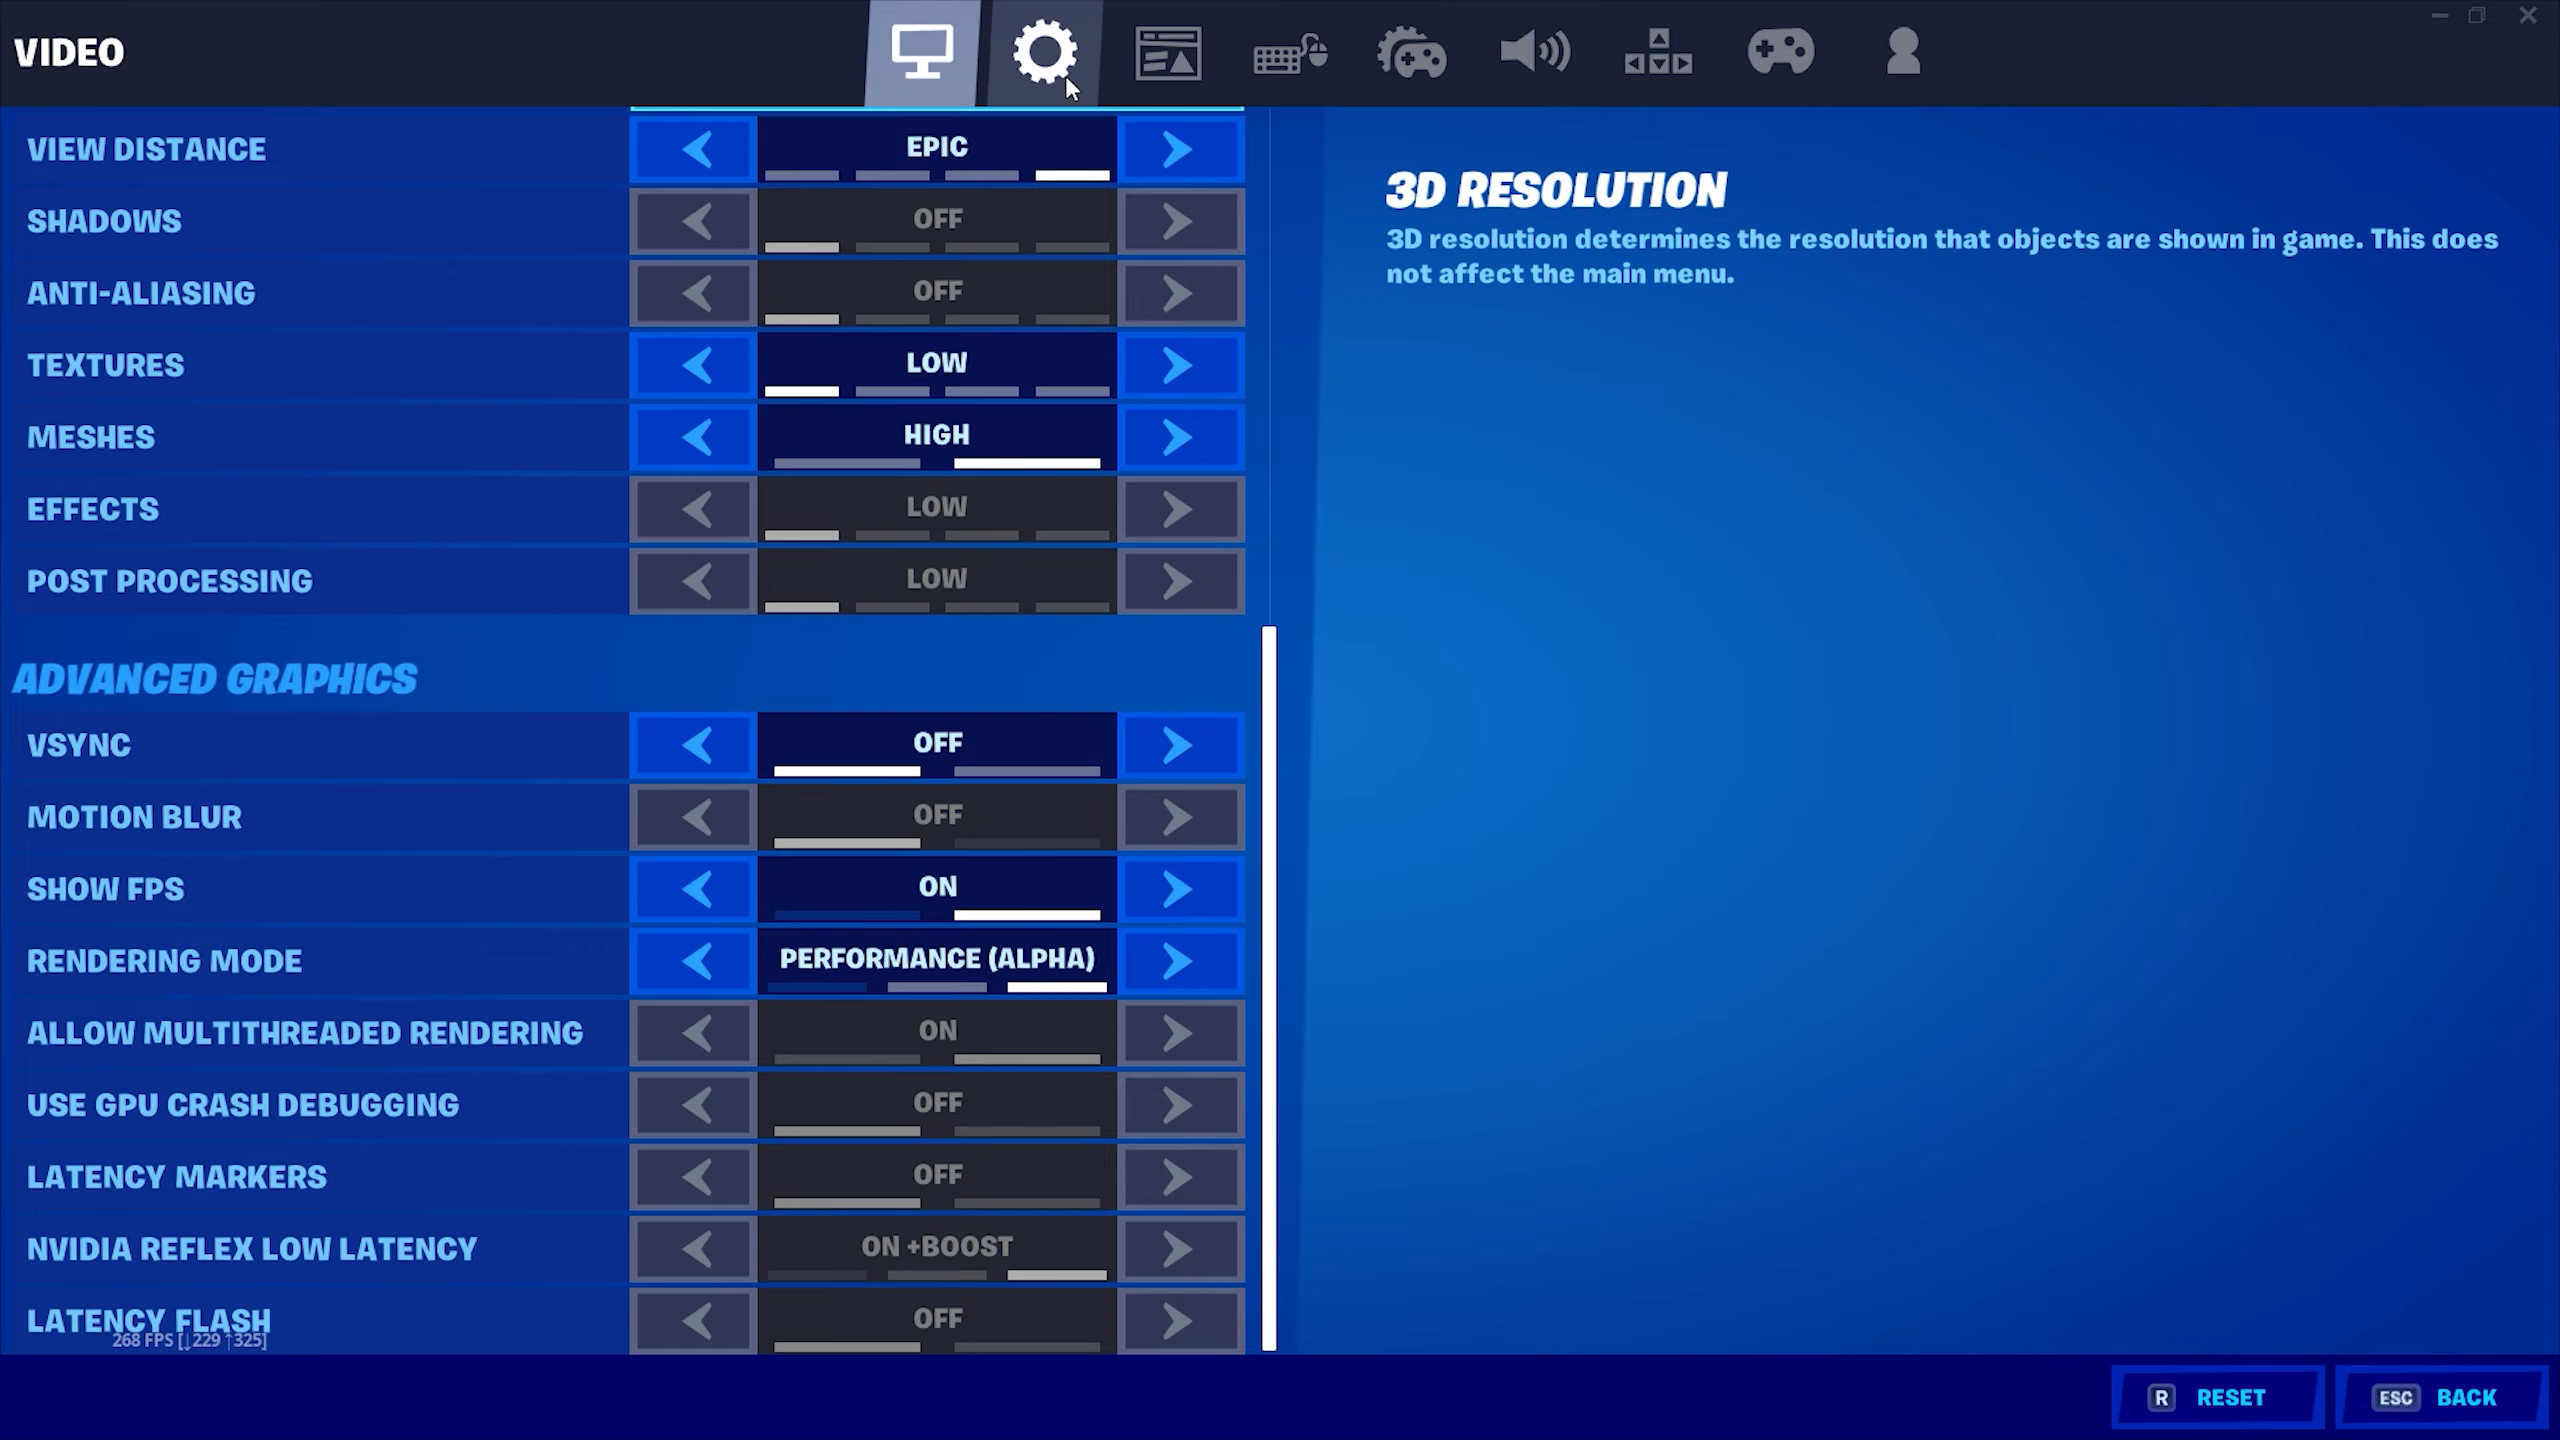 VIDEO
VIEW DISTANCE
EPIC
SHADOWS
OFF
ANTI-ALIASING
OFF
TEXTURES
LOW
MESHES
HIGH
EFFECTS
LOW
POST PROCESSING
LOW
ADVANCED GRAPHICS
VSYNC
OFF
MOTION BLUR
OFF
SHOW FPS
ON
RENDERING MODE
PERFORMANCE (ALPHA)
ALLOW MULTITHREADED RENDERING
ON
USE GPU CRASH DEBUGGING
OFF
LATENCY MARKERS
OFF
NVIDIA REFLEX LOW LATENCY
ON +BOOST
LATENCY FLASH
OFF
268 FPS [↓229 ↑325]
3D RESOLUTION
3D resolution determines the resolution that objects are shown in game. This does
not affect the main menu.
R RESET
ESC BACK